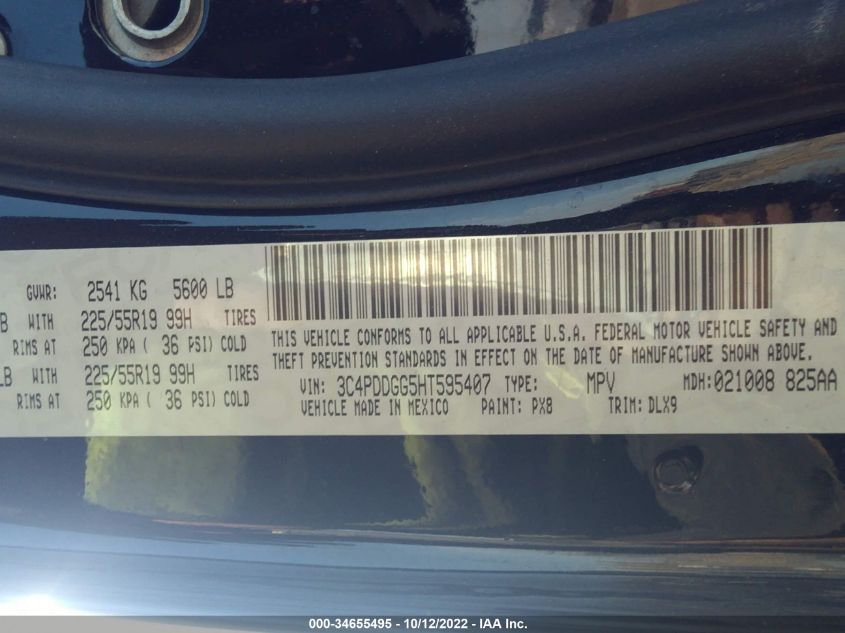 GVWR: 2541 KG 5600 LB
B WITH 225/55R19 99H TIRES
RIMS AT 250 KPA ( 36 PSI) COLD
LB WITH 225/55R19 99H TIRES
RIMS AT 250 KPA ( 36 PSI) COLD
THIS VEHICLE CONFORMS TO ALL APPLICABLE U.S.A. FEDERAL MOTOR VEHICLE SAFETY AND
THEFT PREVENTION STANDARDS IN EFFECT ON THE DATE OF MANUFACTURE SHOWN ABOVE.
VIN: 3C4PDDGG5HT595407 TYPE: MPV MDH:021008 825AA
VEHICLE MADE IN MEXICO PAINT: PX8 TRIM: DLX9
000-34655495 - 10/12/2022 - IAA Inc.